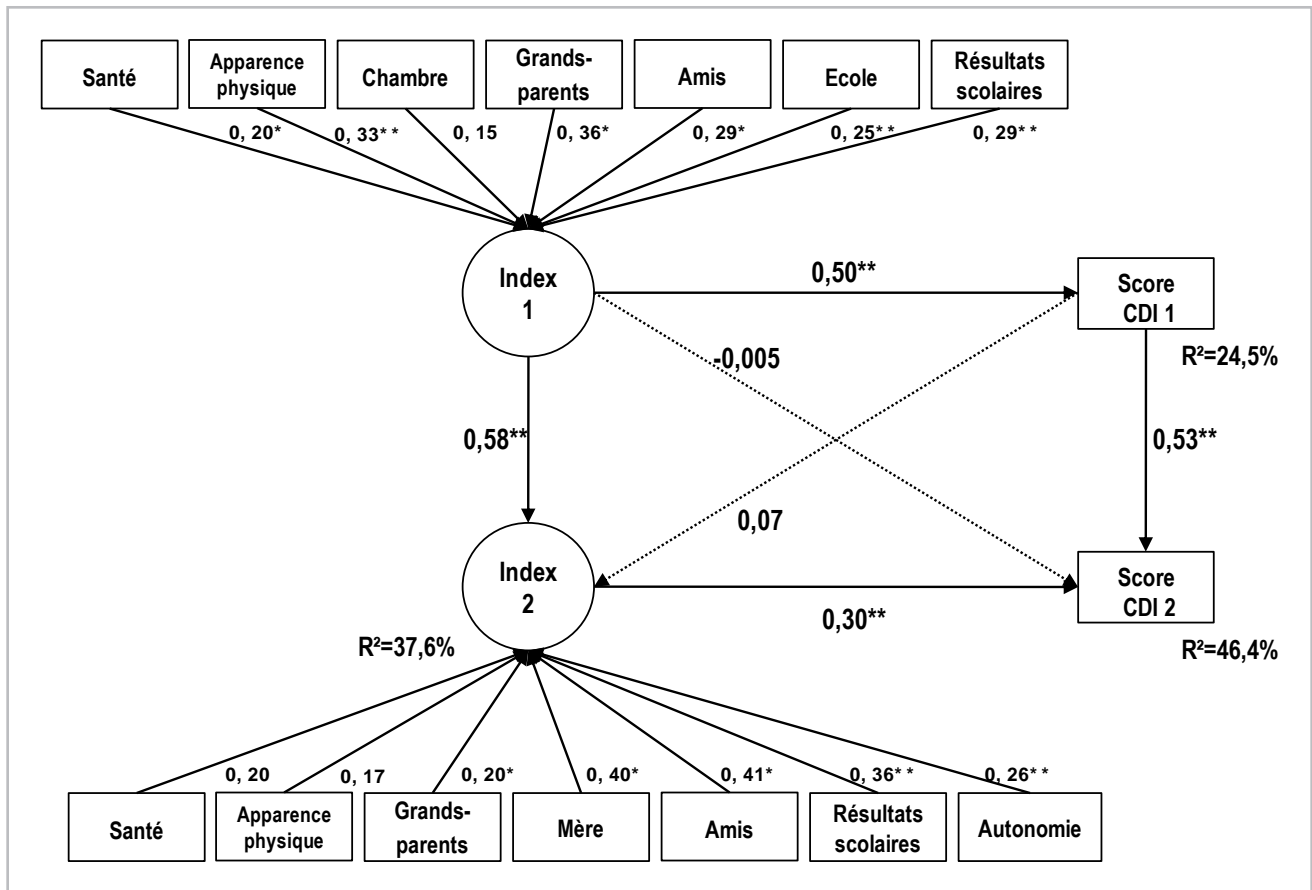 Santé
Apparence
physique
Chambre
Grands-
parents
Amis
Ecole
Résultats
scolaires
0, 20*
0, 33**
0, 15
0, 36*
0, 29*
0, 25**
0, 29**
Index
1
0,50**
Score
CDI 1
R²=24,5%
-0,005
0,58**
0,53**
0,07
Index
2
0,30**
Score
CDI 2
R²=37,6%
R²=46,4%
0, 20
0, 17
0, 20*
0, 40*
0, 41*
0, 36**
0, 26**
Santé
Apparence
physique
Grands-
parents
Mère
Amis
Résultats
scolaires
Autonomie